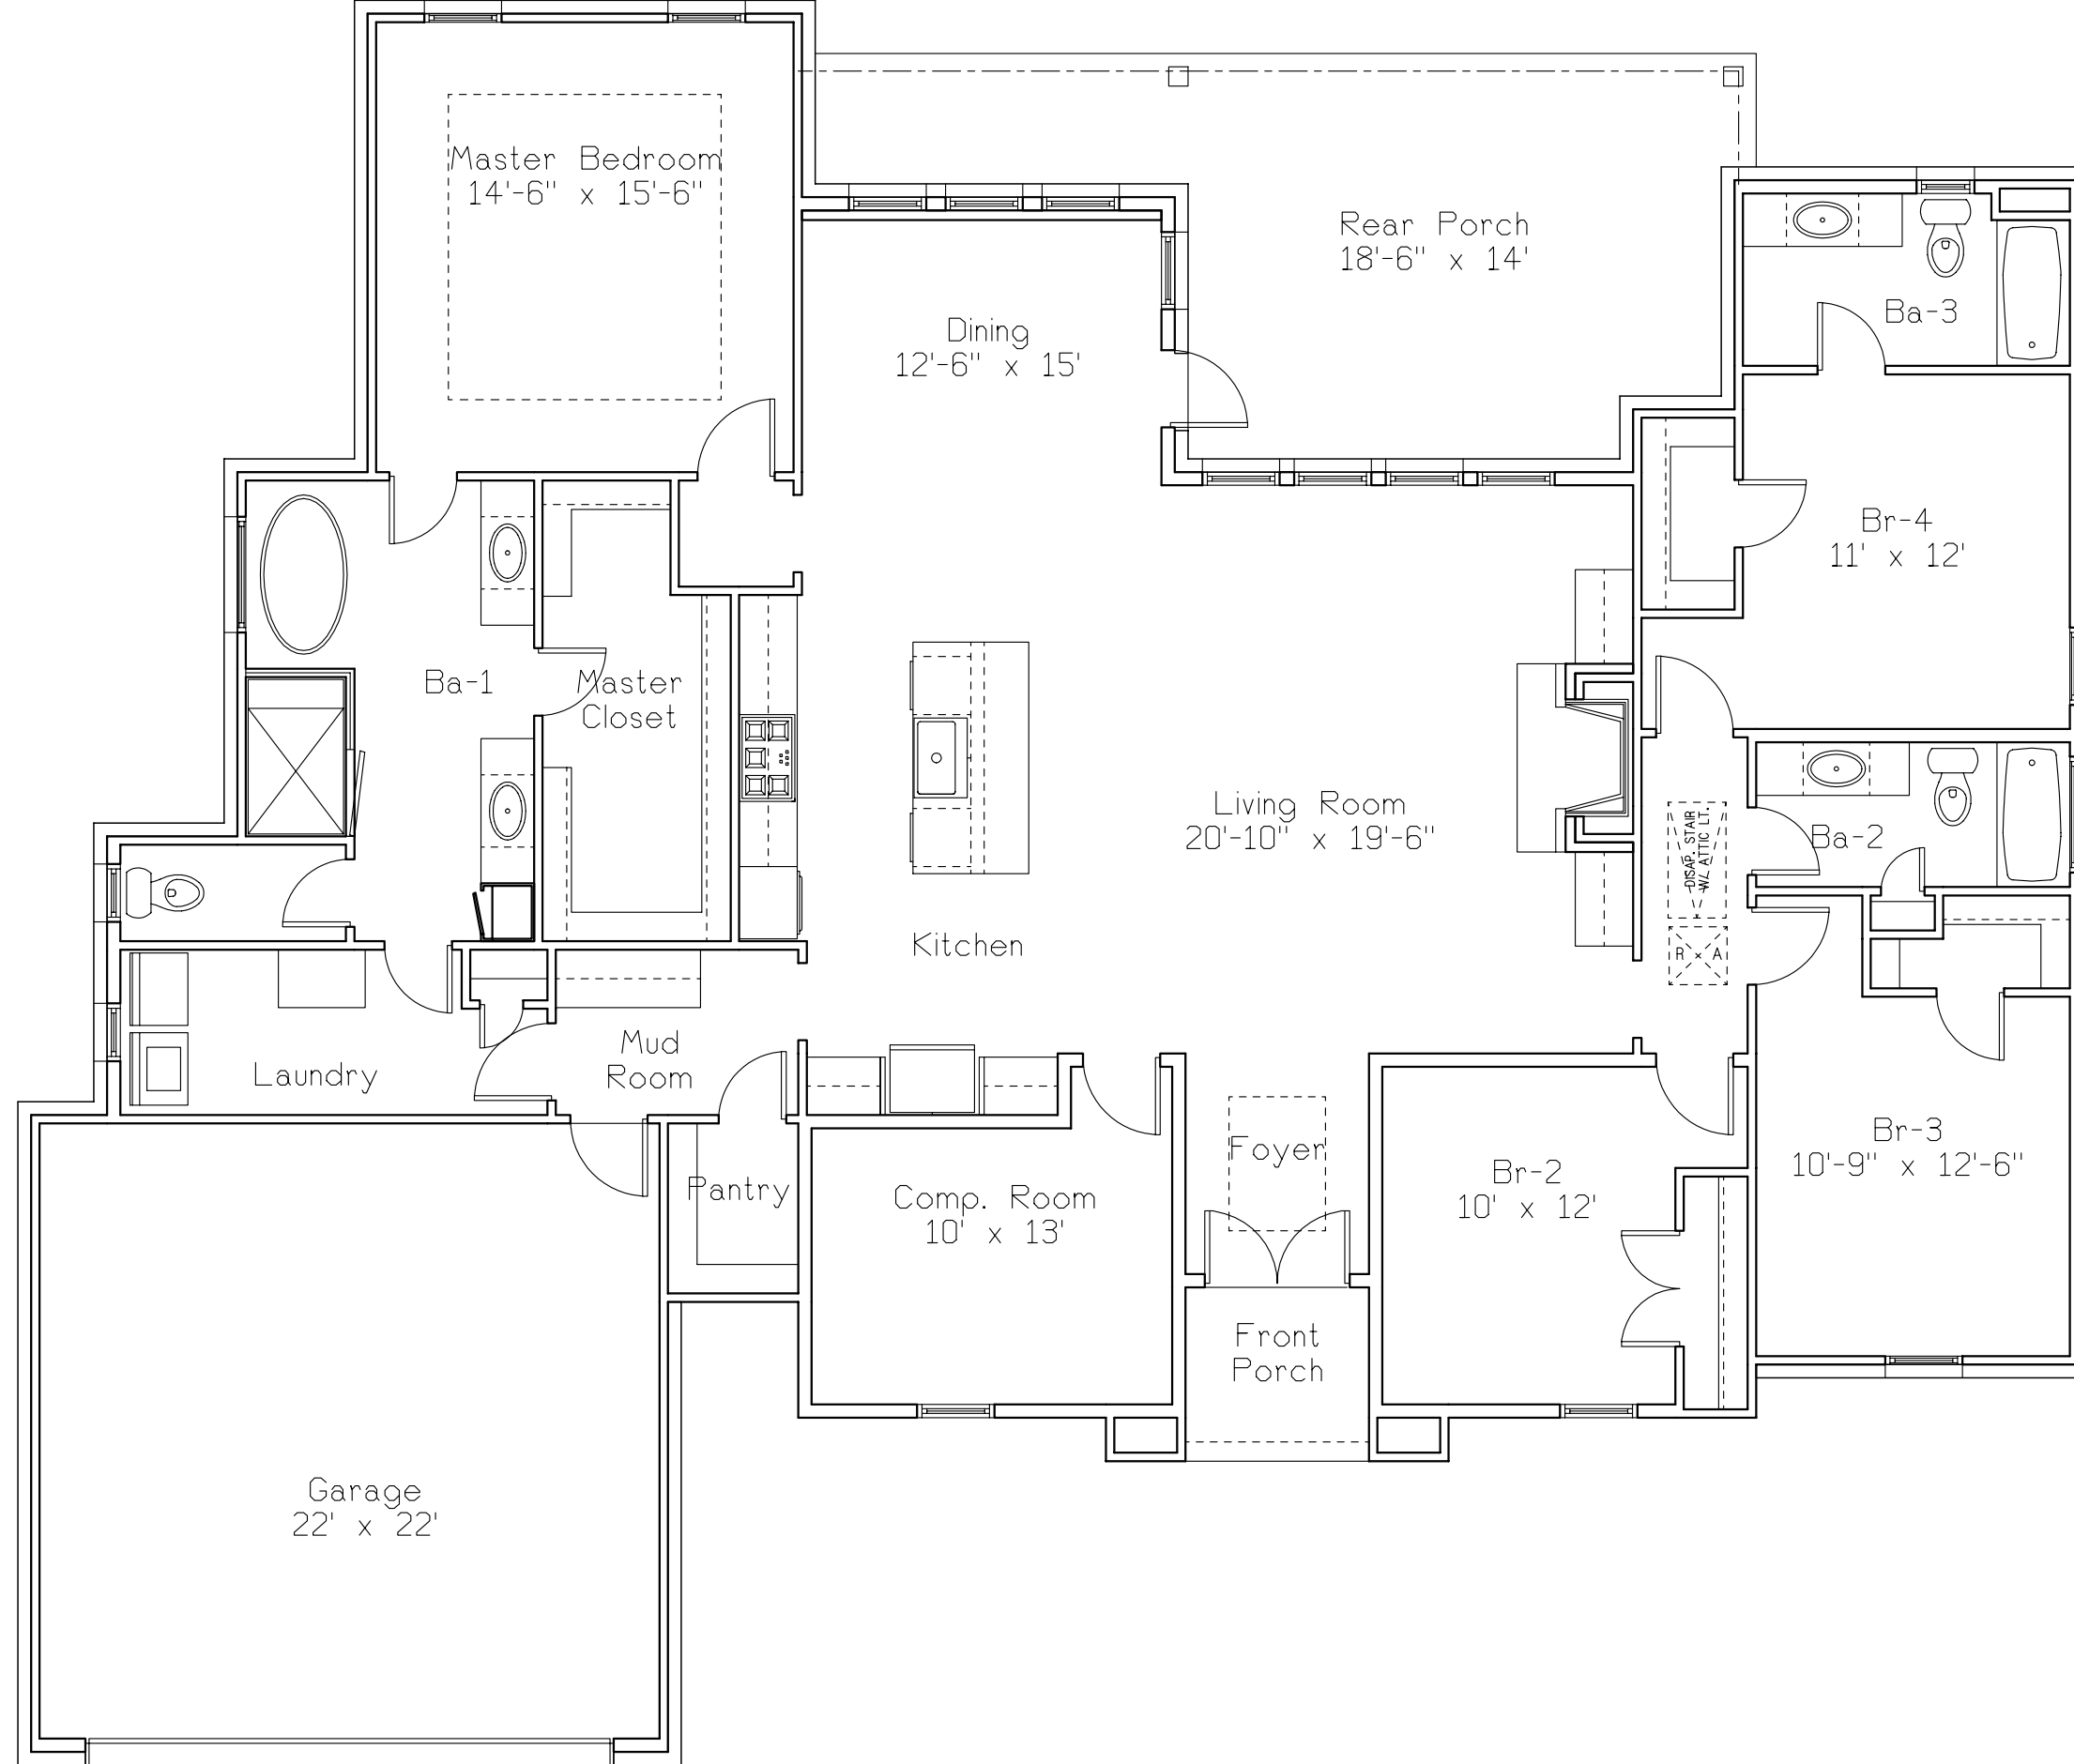 Master Bedroom
14'-6" x 15'-6"
Rear Porch
18'-6" x 14'
Ba-3
Dining
12'-6" x 15'
Br-4
11' x 12'
Ba-1
Master
Closet
Living Room
20'-10" x 19'-6"
DISAP. STAIR
W/ ATTIC LT.
Ba-2
Kitchen
R x A
Mud
Room
Laundry
Foyer
Br-3
10'-9" x 12'-6"
Pantry
Comp. Room
10' x 13'
Br-2
10' x 12'
Front
Porch
Garage
22' x 22'